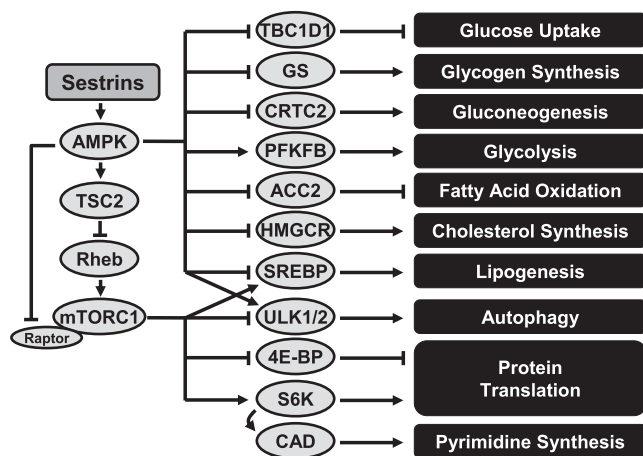 TBC1D1
Glucose Uptake
Sestrins
GS
Glycogen Synthesis
CRTC2
Gluconeogenesis
AMPK
PFKFB
Glycolysis
ACC2
Fatty Acid Oxidation
TSC2
HMGCR
Cholesterol Synthesis
Rheb
SREBP
Lipogenesis
mTORC1
Raptor
ULK1/2
Autophagy
4E-BP
Protein
Translation
S6K
CAD
Pyrimidine Synthesis